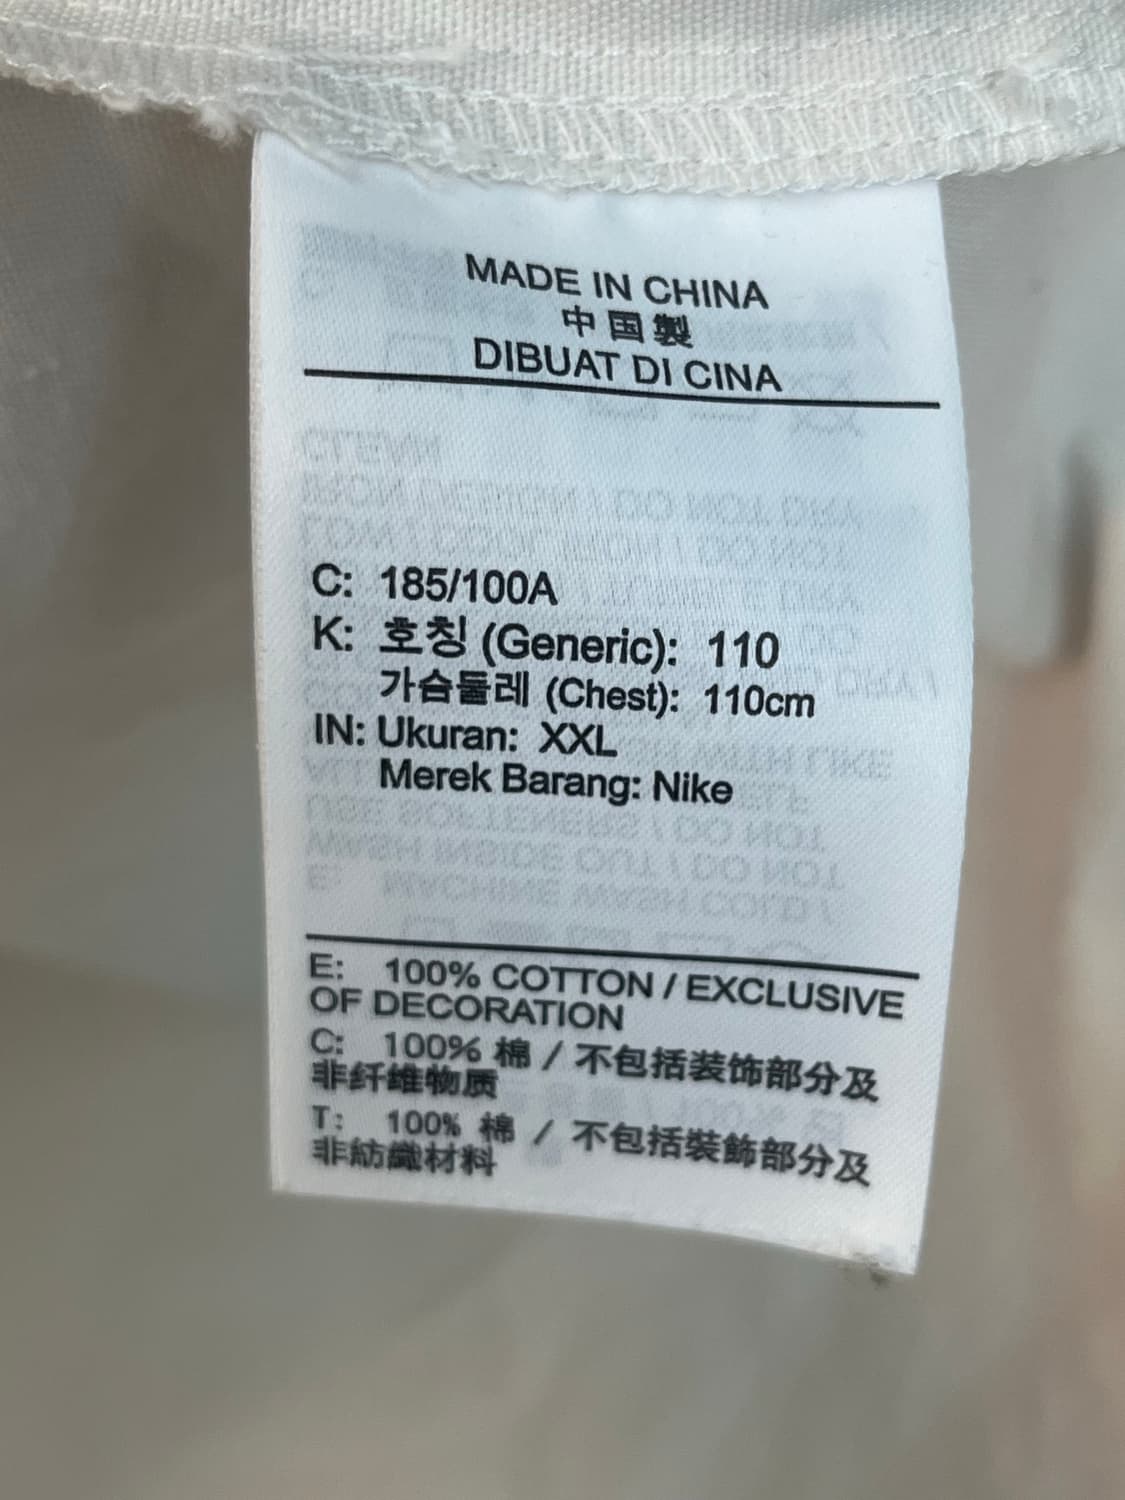 MADE IN CHINA
中国製
DIBUAT DI CINA
C: 185/100A
K: 호칭 (Generic): 110
가슴둘레 (Chest): 110cm
IN: Ukuran: XXL
Merek Barang: Nike
E: 100% COTTON / EXCLUSIVE
OF DECORATION
C: 100% 棉 / 不包括装饰部分及
非纤维物质
T: 100% 棉 / 不包括裝飾部分及
非紡織材料